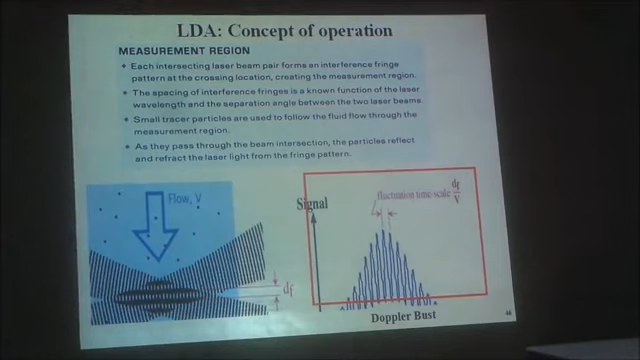 LDA: Concept of operation
MEASUREMENT REGION
• Each intersecting laser beam pair forms an interference fringe
pattern at the crossing location, creating the measurement region.
• The spacing of interference fringes is a known function of the laser
wavelength and the separation angle between the two laser beams.
• Small tracer particles are used to follow the fluid flow through the
measurement region.
• As they pass through the beam intersection, the particles reflect
and refract the laser light from the fringe pattern.
Flow, V
df
Signal
fluctuation time-scale df/V
Doppler Bust